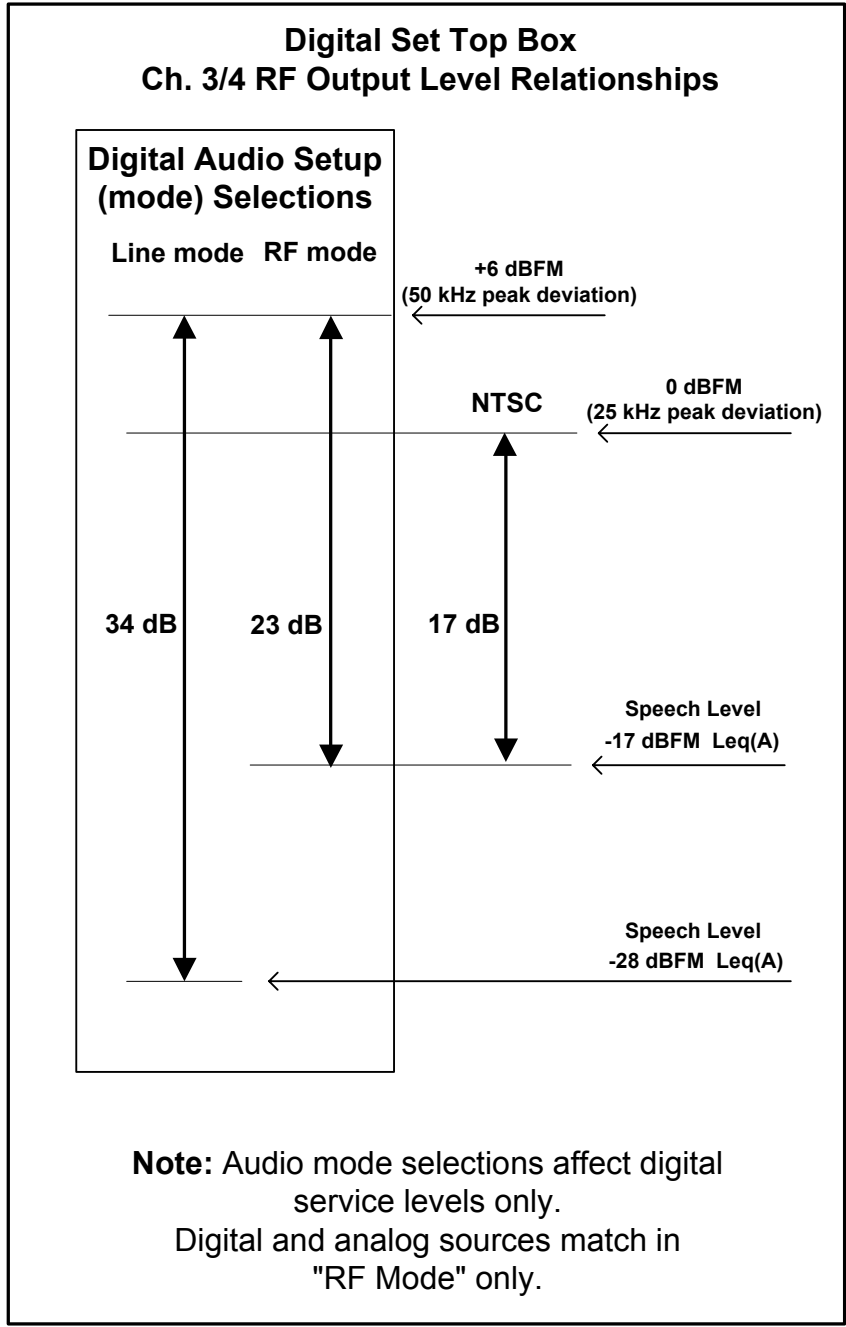 Digital Set Top Box
Ch. 3/4 RF Output Level Relationships
Digital Audio Setup
(mode) Selections
Line mode RF mode
+6 dBFM
(50 kHz peak deviation)
NTSC
0 dBFM
(25 kHz peak deviation)
34 dB
23 dB
17 dB
Speech Level
-17 dBFM Leq(A)
Speech Level
-28 dBFM Leq(A)
Note: Audio mode selections affect digital
service levels only.
Digital and analog sources match in
"RF Mode" only.